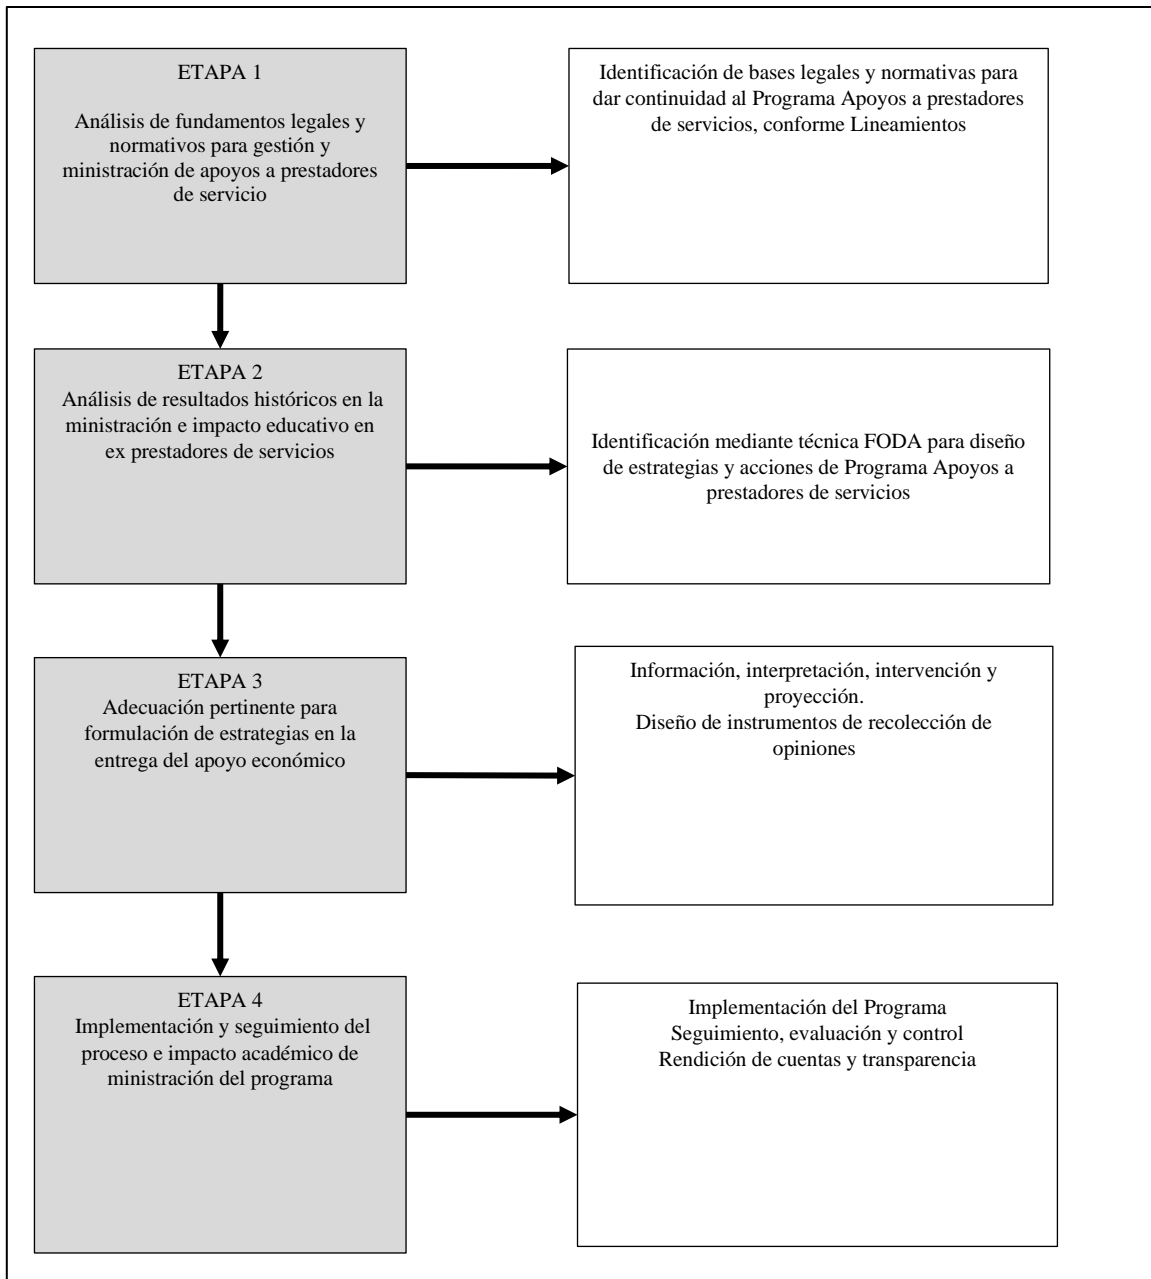 ETAPA 1
Análisis de fundamentos legales y
normativos para gestión y
ministración de apoyos a prestadores
de servicio
Identificación de bases legales y normativas para
dar continuidad al Programa Apoyos a prestadores
de servicios, conforme Lineamientos
ETAPA 2
Análisis de resultados históricos en la
ministración e impacto educativo en
ex prestadores de servicios
Identificación mediante técnica FODA para diseño
de estrategias y acciones de Programa Apoyos a
prestadores de servicios
ETAPA 3
Adecuación pertinente para
formulación de estrategias en la
entrega del apoyo económico
Información, interpretación, intervención y
proyección.
Diseño de instrumentos de recolección de
opiniones
ETAPA 4
Implementación y seguimiento del
proceso e impacto académico de
ministración del programa
Implementación del Programa
Seguimiento, evaluación y control
Rendición de cuentas y transparencia